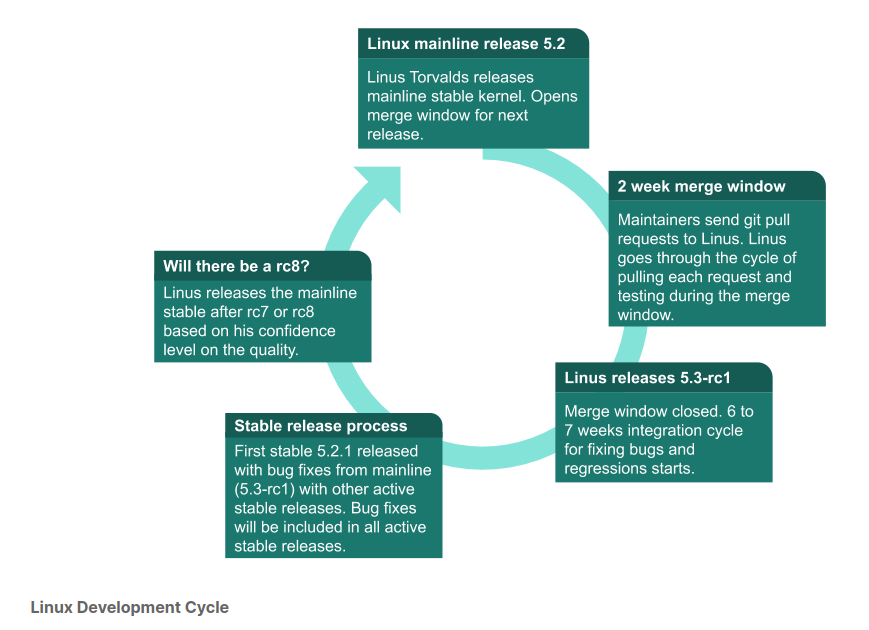 Linux mainline release 5.2
Linus Torvalds releases
mainline stable kernel. Opens
merge window for next
release.
2 week merge window
Maintainers send git pull
requests to Linus. Linus
goes through the cycle of
pulling each request and
testing during the merge
window.
Linus releases 5.3-rc1
Merge window closed. 6 to
7 weeks integration cycle
for fixing bugs and
regressions starts.
Stable release process
First stable 5.2.1 released
with bug fixes from mainline
(5.3-rc1) with other active
stable releases. Bug fixes
will be included in all active
stable releases.
Will there be a rc8?
Linus releases the mainline
stable after rc7 or rc8
based on his confidence
level on the quality.
Linux Development Cycle